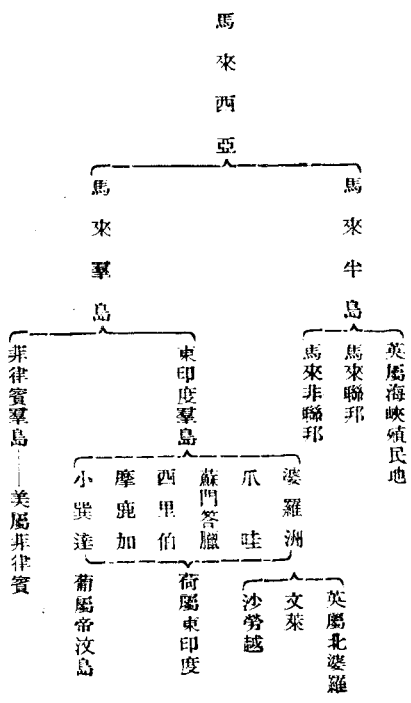 馬來西亞
馬來半島
英屬海峽殖民地
馬來聯邦
馬來非聯邦
馬來羣島
東印度羣島
婆羅洲
英屬北婆羅
文萊
沙勞越
爪哇
蘇門答臘
西里伯
摩鹿加
小巽達
荷屬東印度
葡屬帝汶島
菲律賓羣島——美屬菲律賓